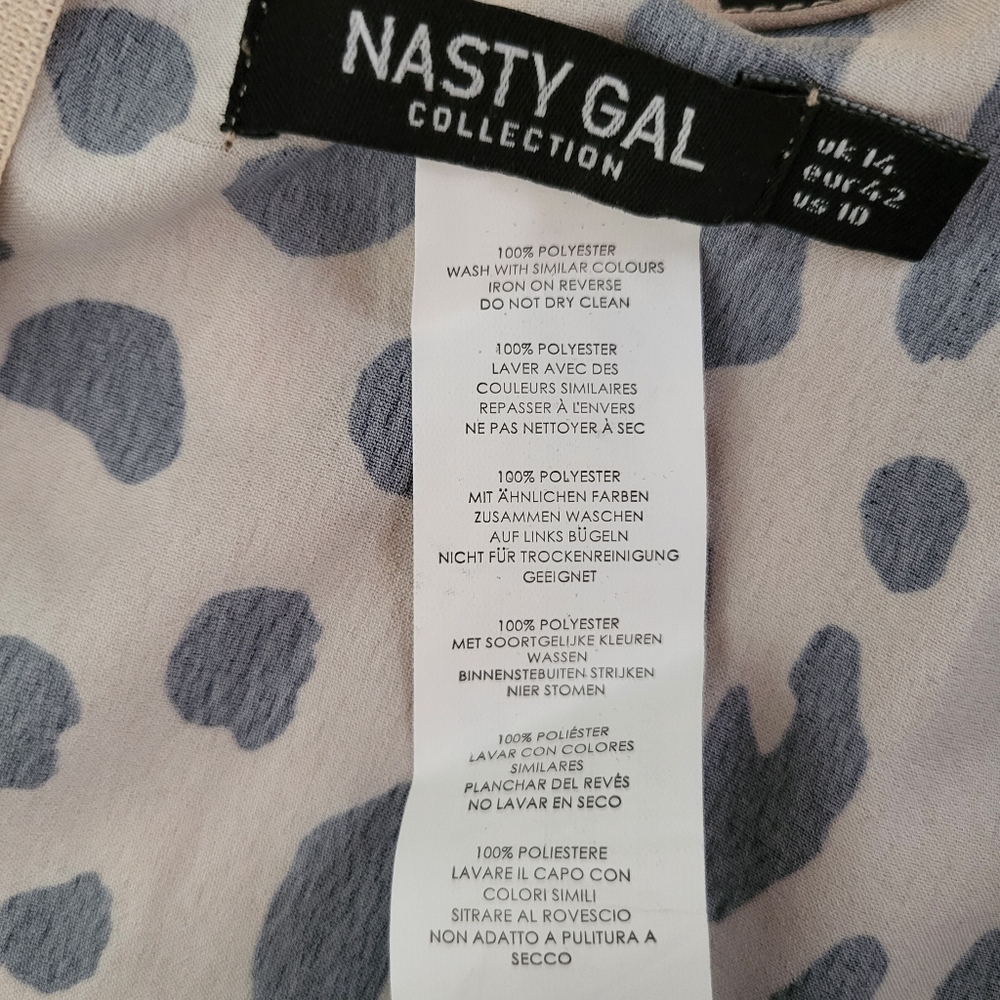 NASTY GAL
COLLECTION
uk 14
eur 42
us 10
100% POLYESTER
WASH WITH SIMILAR COLOURS
IRON ON REVERSE
DO NOT DRY CLEAN
100% POLYESTER
LAVER AVEC DES
COULEURS SIMILAIRES
REPASSER À L'ENVERS
NE PAS NETTOYER À SEC
100% POLYESTER
MIT ÄHNLICHEN FARBEN
ZUSAMMEN WASCHEN
AUF LINKS BÜGELN
NICHT FÜR TROCKENREINIGUNG
GEEIGNET
100% POLYESTER
MET SOORTGELIJKE KLEUREN
WASSEN
BINNENSTEBUITEN STRIJKEN
NIER STOMEN
100% POLIÉSTER
LAVAR CON COLORES
SIMILARES
PLANCHAR DEL REVÉS
NO LAVAR EN SECO
100% POLIESTERE
LAVARE IL CAPO CON
COLORI SIMILI
SITRARE AL ROVESCIO
NON ADATTO A PULITURA A
SECCO